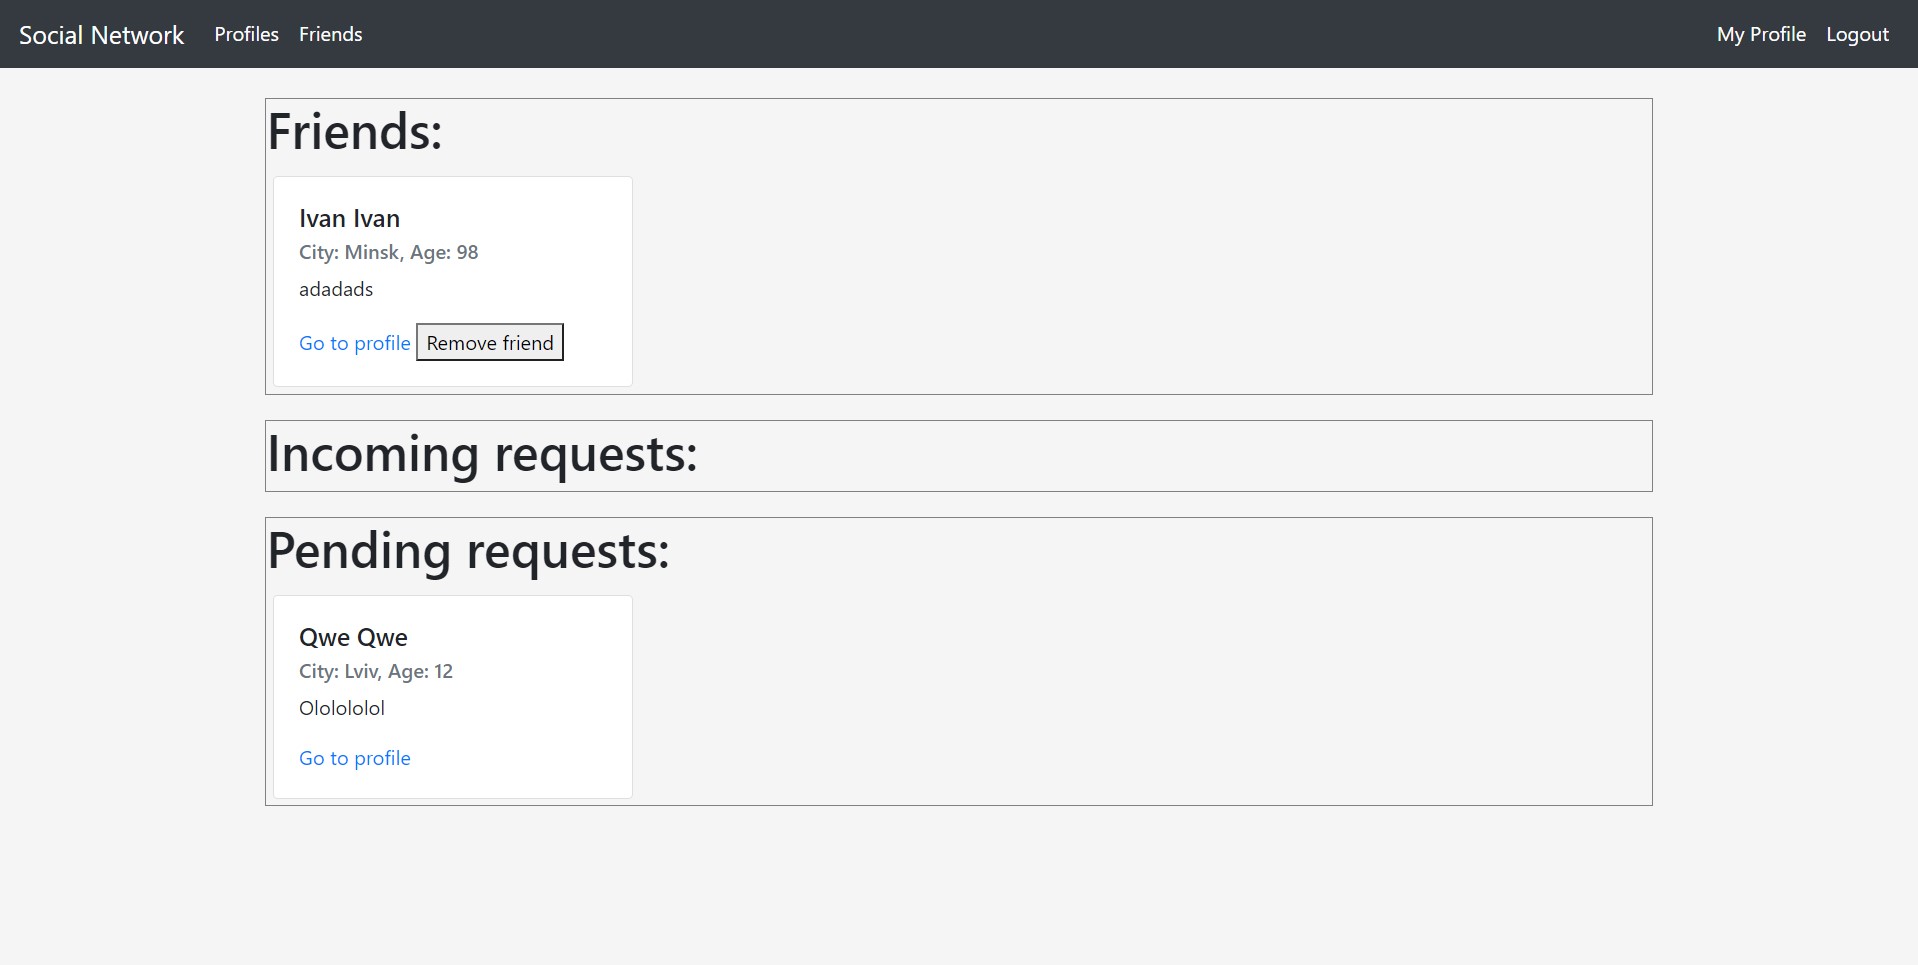 Social Network Profiles Friends My Profile Logout
Friends:
Ivan Ivan
City: Minsk, Age: 98
adadads
Go to profile Remove friend
Incoming requests:
Pending requests:
Qwe Qwe
City: Lviv, Age: 12
Olololol​ol
Go to profile